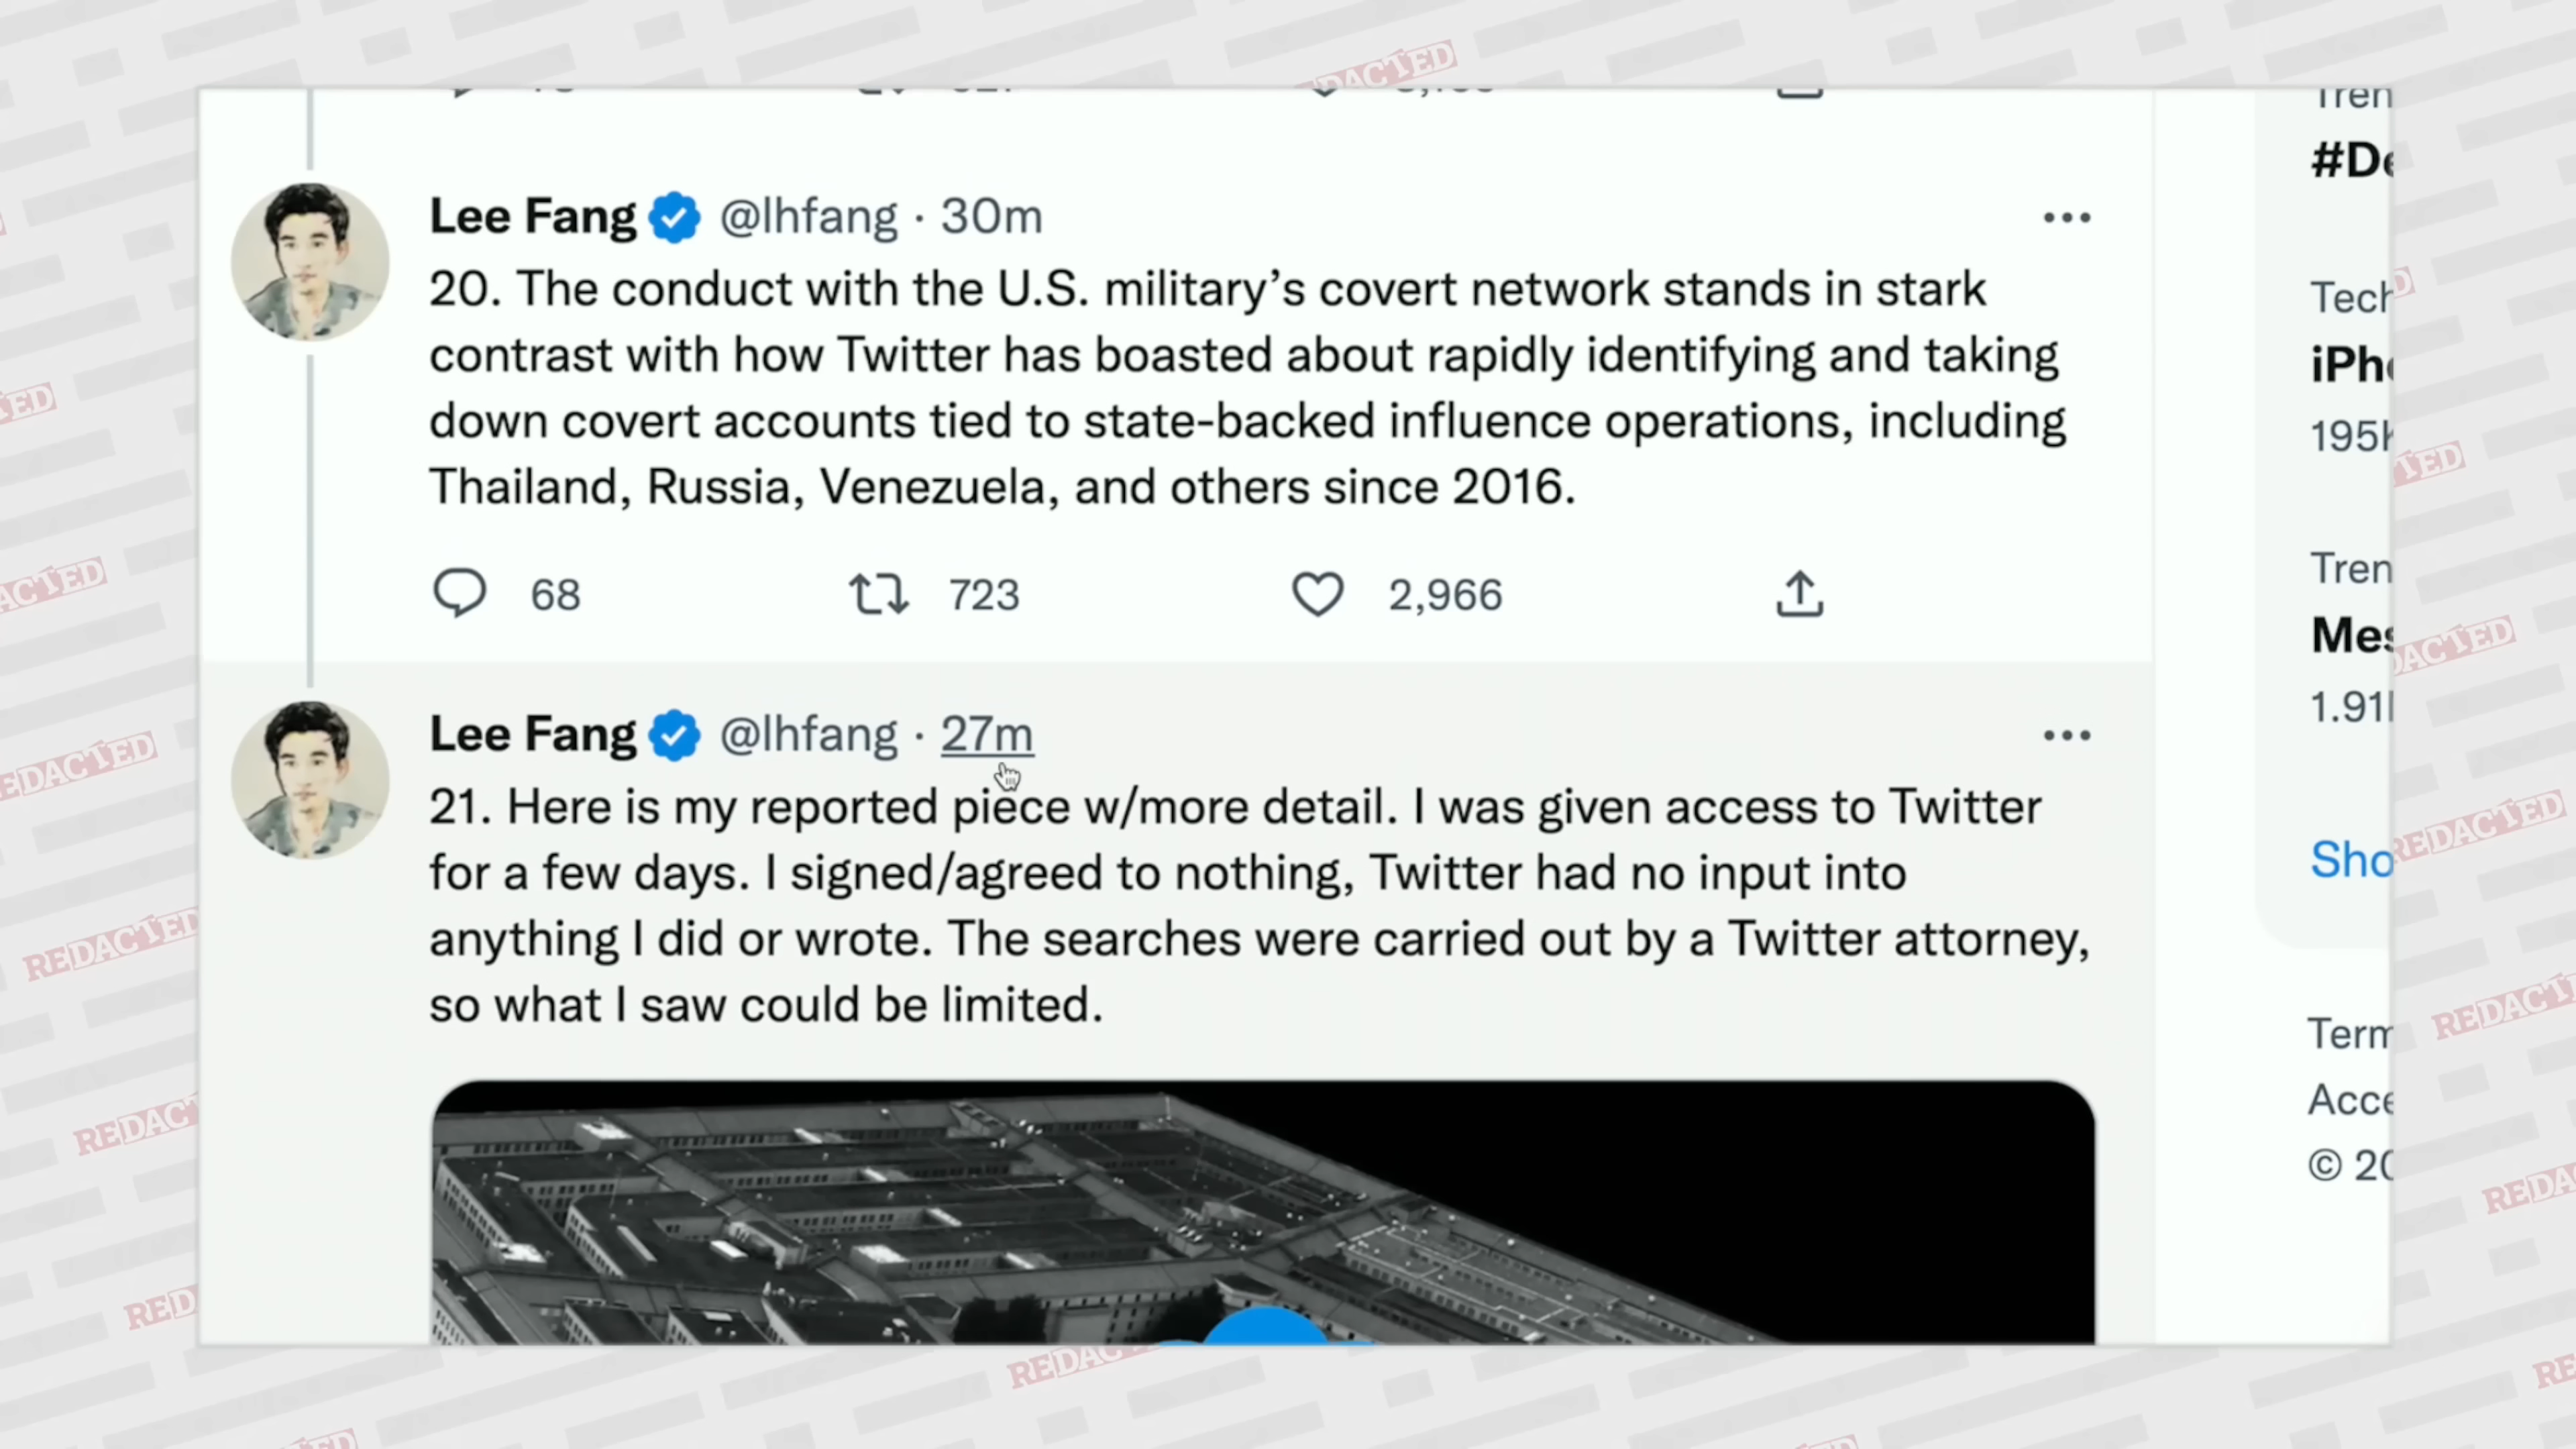 Lee Fang @lhfang · 30m
20. The conduct with the U.S. military's covert network stands in stark
contrast with how Twitter has boasted about rapidly identifying and taking
down covert accounts tied to state-backed influence operations, including
Thailand, Russia, Venezuela, and others since 2016.
68 723 2,966
Lee Fang @lhfang · 27m
21. Here is my reported piece w/more detail. I was given access to Twitter
for a few days. I signed/agreed to nothing, Twitter had no input into
anything I did or wrote. The searches were carried out by a Twitter attorney,
so what I saw could be limited.
REDACTED